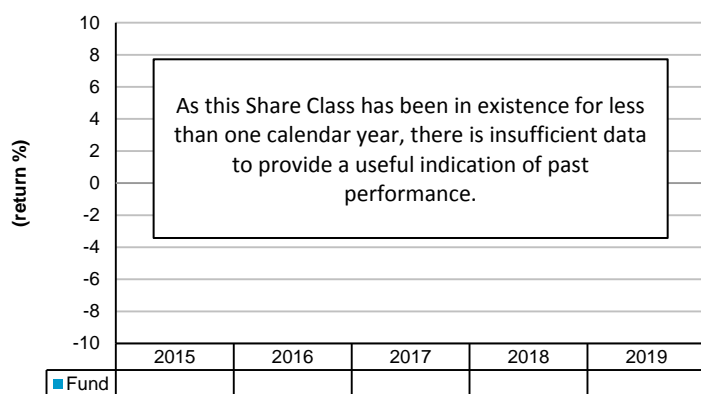 10
8
6
4
2
0
-2
-4
-6
-8
-10
(return %)
As this Share Class has been in existence for less
than one calendar year, there is insufficient data
to provide a useful indication of past
performance.
2015 2016 2017 2018 2019
Fund